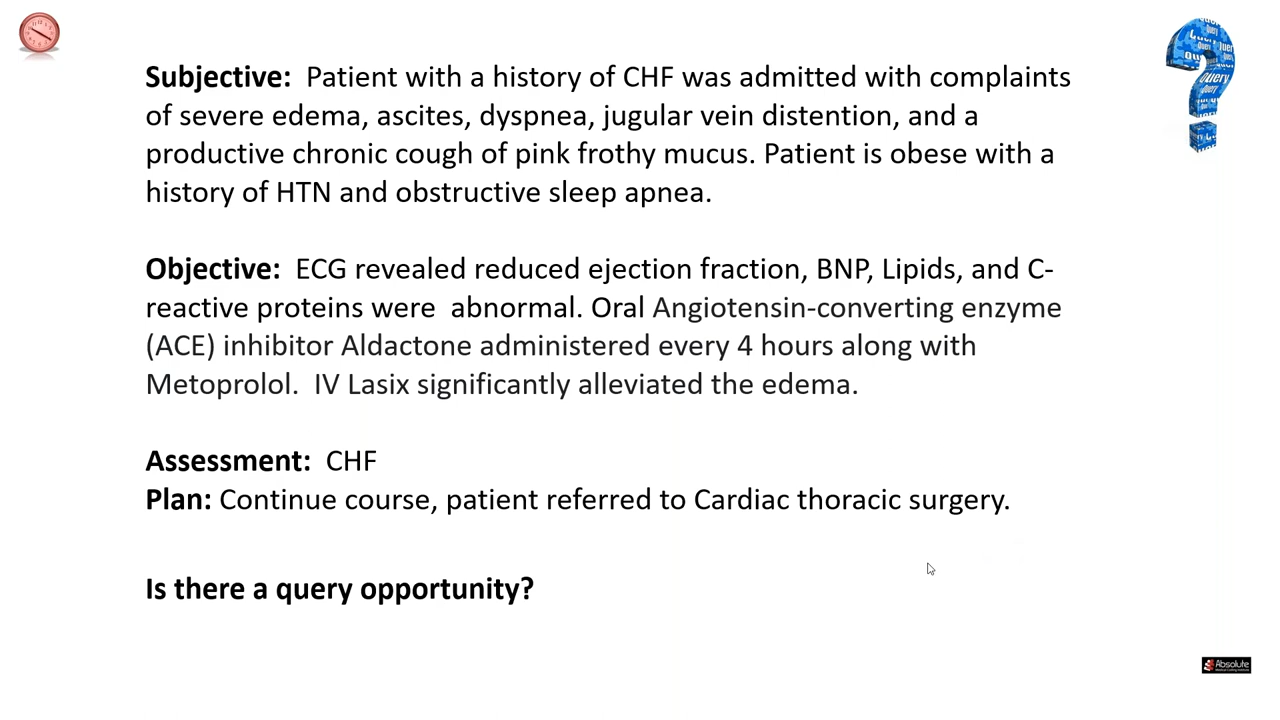 Subjective: Patient with a history of CHF was admitted with complaints
of severe edema, ascites, dyspnea, jugular vein distention, and a
productive chronic cough of pink frothy mucus. Patient is obese with a
history of HTN and obstructive sleep apnea.
Objective: ECG revealed reduced ejection fraction, BNP, Lipids, and C-
reactive proteins were abnormal. Oral Angiotensin-converting enzyme
(ACE) inhibitor Aldactone administered every 4 hours along with
Metoprolol. IV Lasix significantly alleviated the edema.
Assessment: CHF
Plan: Continue course, patient referred to Cardiac thoracic surgery.
Is there a query opportunity?
Query
Absolute